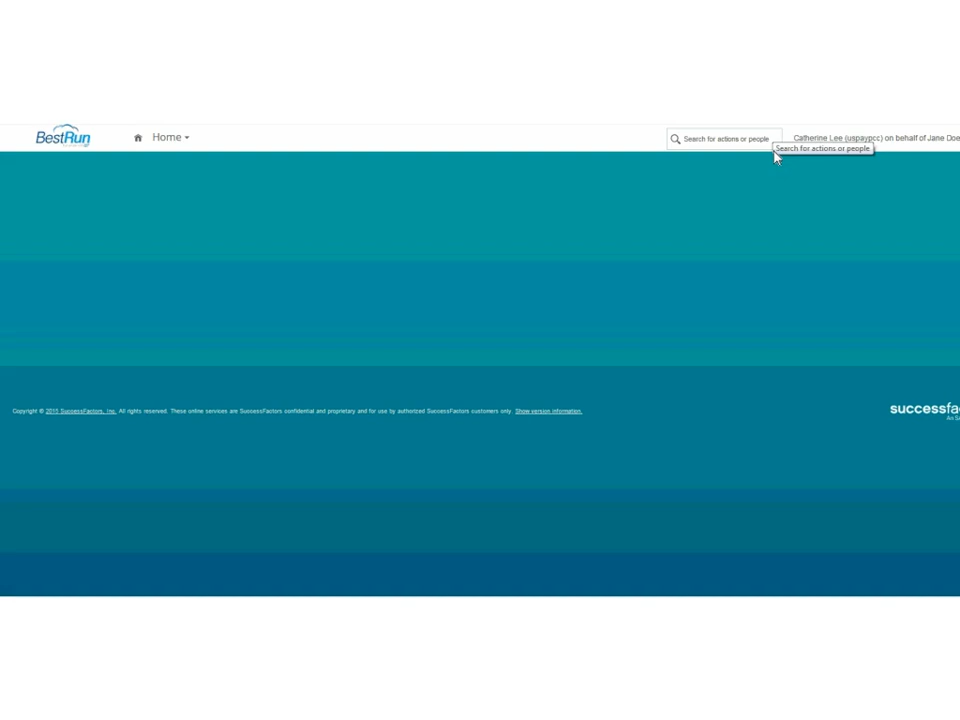 BestRun
Home
Search for actions or people
Catherine Lee (uspaypcc) on behalf of Jane Doe
Search for actions or people
Copyright © 2015 SuccessFactors, Inc. All rights reserved. These online services are SuccessFactors confidential and proprietary and for use by authorized SuccessFactors customers only. Show version information.
successfac
An S